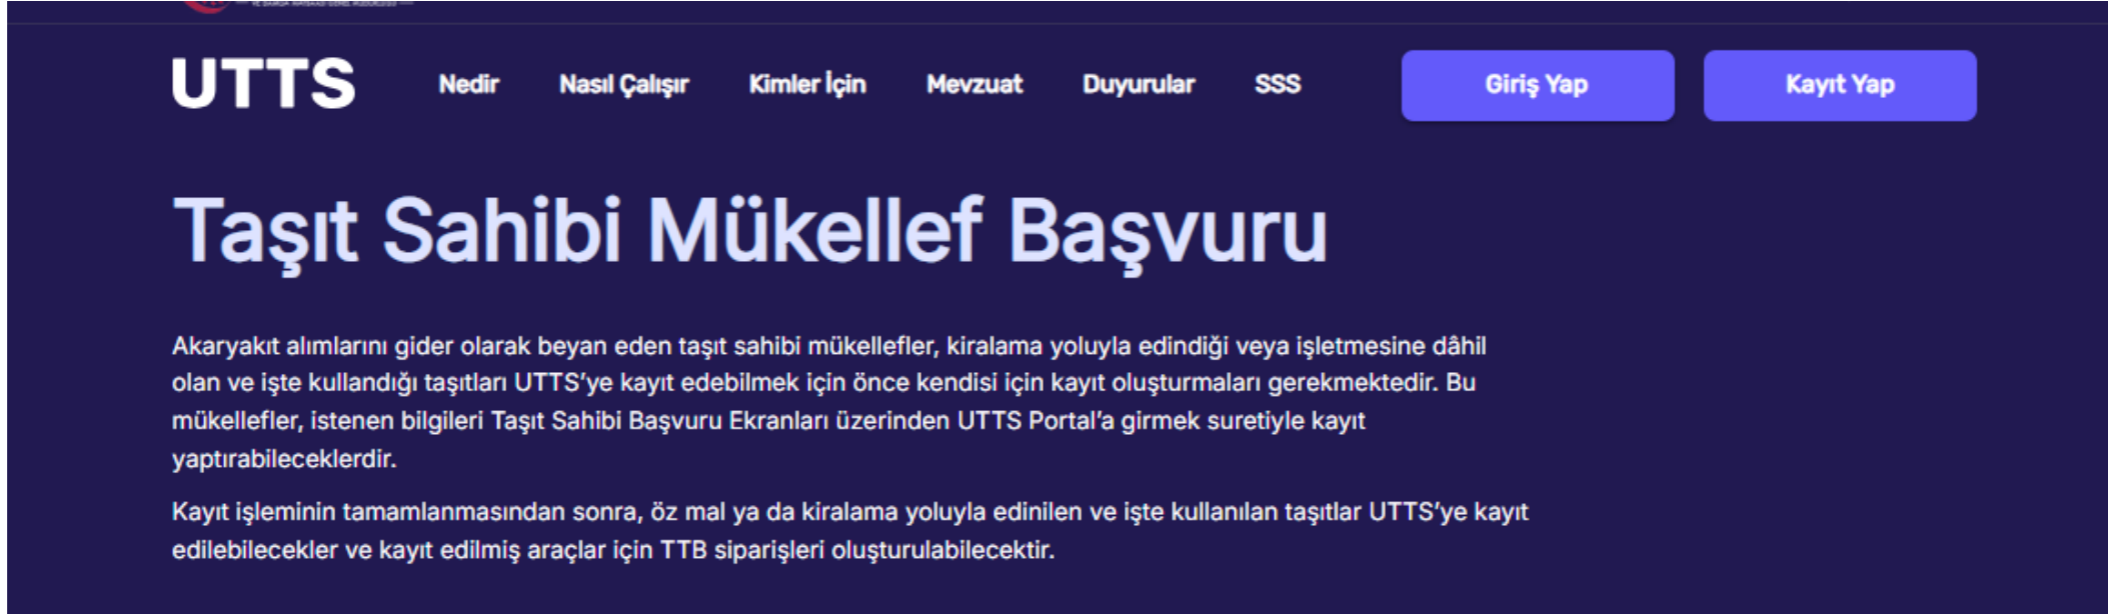 UTTS Nedir Nasıl Çalışır Kimler İçin Mevzuat Duyurular SSS Giriş Yap Kayıt Yap
Taşıt Sahibi Mükellef Başvuru
Akaryakıt alımlarını gider olarak beyan eden taşıt sahibi mükellefler, kiralama yoluyla edindiği veya işletmesine dâhil
olan ve işte kullandığı taşıtları UTTS’ye kayıt edebilmek için önce kendisi için kayıt oluşturmaları gerekmektedir. Bu
mükellefler, istenen bilgileri Taşıt Sahibi Başvuru Ekranları üzerinden UTTS Portal’a girmek suretiyle kayıt
yaptırabileceklerdir.
Kayıt işleminin tamamlanmasından sonra, öz mal ya da kiralama yoluyla edinilen ve işte kullanılan taşıtlar UTTS’ye kayıt
edilebilecekler ve kayıt edilmiş araçlar için TTB siparişleri oluşturulabilecektir.